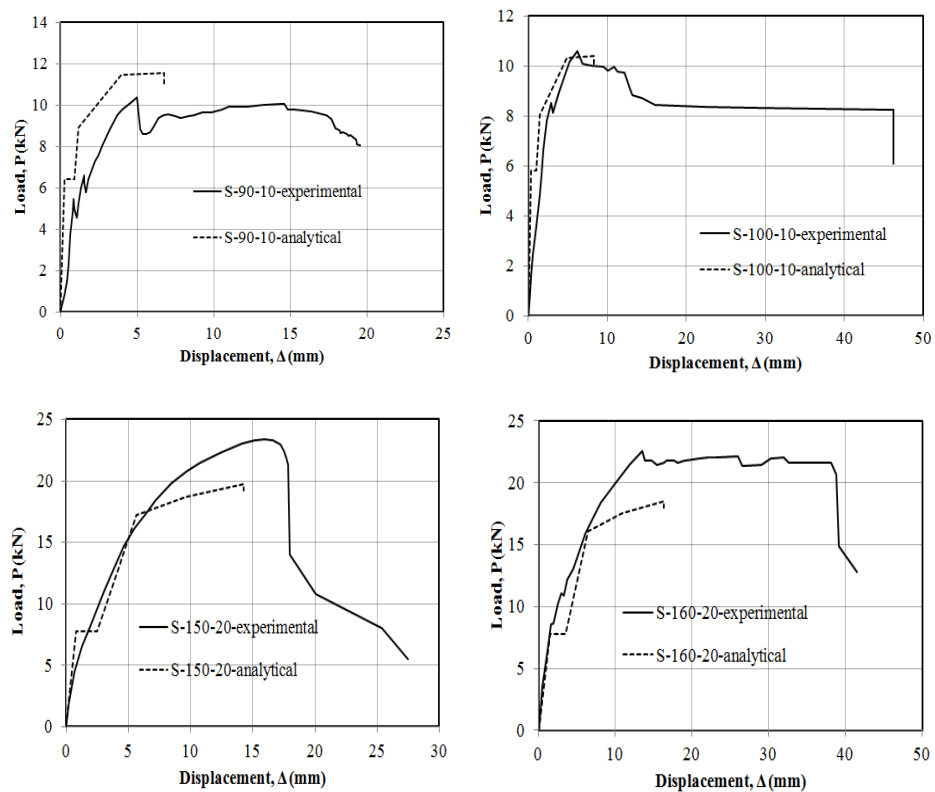 14
12
10
8
6
4
2
0
Load, P (kN)
S-90-10-experimental
S-90-10-analytical
0 5 10 15 20 25
Displacement, Δ (mm)
12
10
8
6
4
2
0
Load, P (kN)
S-100-10-experimental
S-100-10-analytical
0 10 20 30 40 50
Displacement, Δ (mm)
25
20
15
10
5
0
Load, P (kN)
S-150-20-experimental
S-150-20-analytical
0 5 10 15 20 25 30
Displacement, Δ (mm)
25
20
15
10
5
0
Load, P (kN)
S-160-20-experimental
S-160-20-analytical
0 10 20 30 40 50
Displacement, Δ (mm)